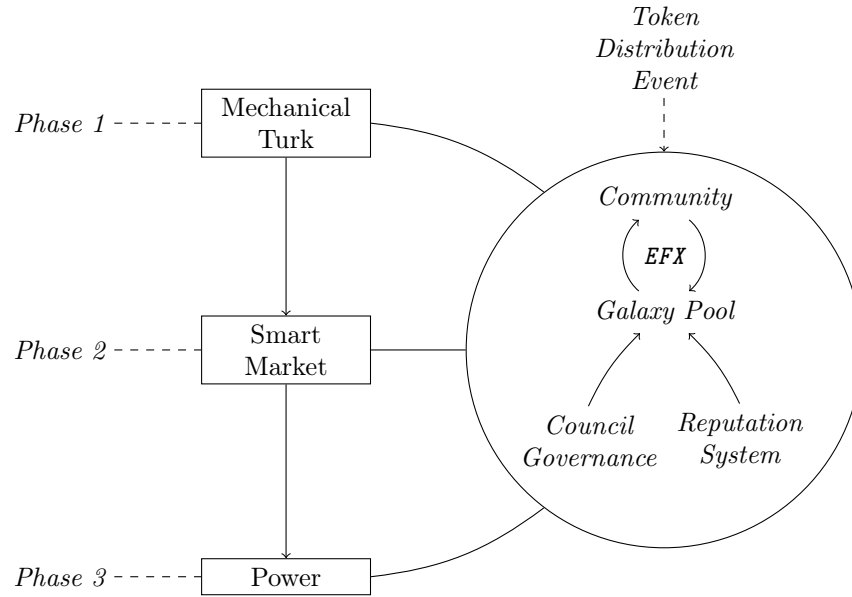 Token
Distribution
Event
Phase 1
Mechanical
Turk
Community
EFX
Galaxy Pool
Phase 2
Smart
Market
Council
Governance
Reputation
System
Phase 3
Power